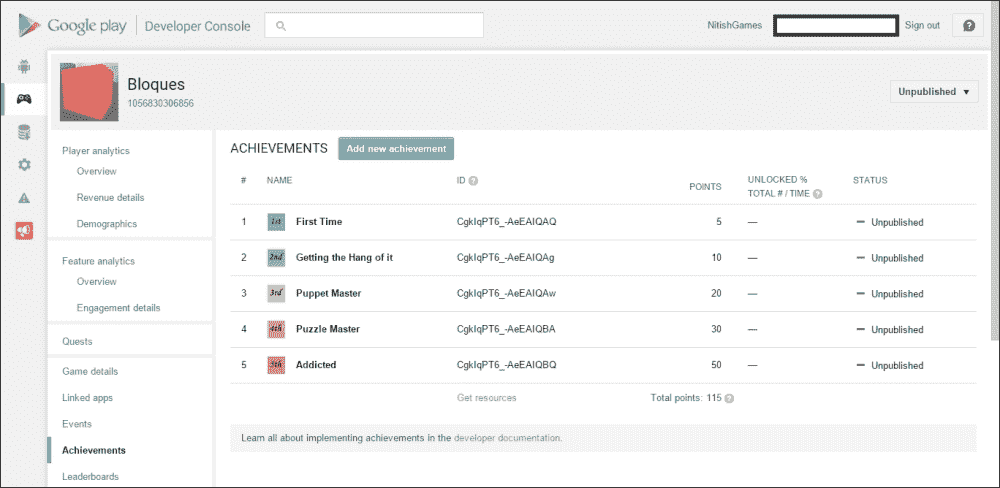 Google play Developer Console
NitishGames
Sign out
Bloques
1056830306856
Unpublished
Player analytics
Overview
Revenue details
Demographics
Feature analytics
Overview
Engagement details
Quests
Game details
Linked apps
Events
Achievements
Leaderboards
ACHIEVEMENTS Add new achievement
# NAME ID ? POINTS UNLOCKED % STATUS
TOTAL # / TIME ?
1 1st First Time CgkIqPT6_-AeEAIQAQ 5 — Unpublished
2 2nd Getting the Hang of it CgkIqPT6_-AeEAIQAg 10 — Unpublished
3 3rd Puppet Master CgkIqPT6_-AeEAIQAw 20 — Unpublished
4 4th Puzzle Master CgkIqPT6_-AeEAIQBA 30 — Unpublished
5 5th Addicted CgkIqPT6_-AeEAIQBQ 50 — Unpublished
Get resources Total points: 115 ?
Learn all about implementing achievements in the developer documentation.